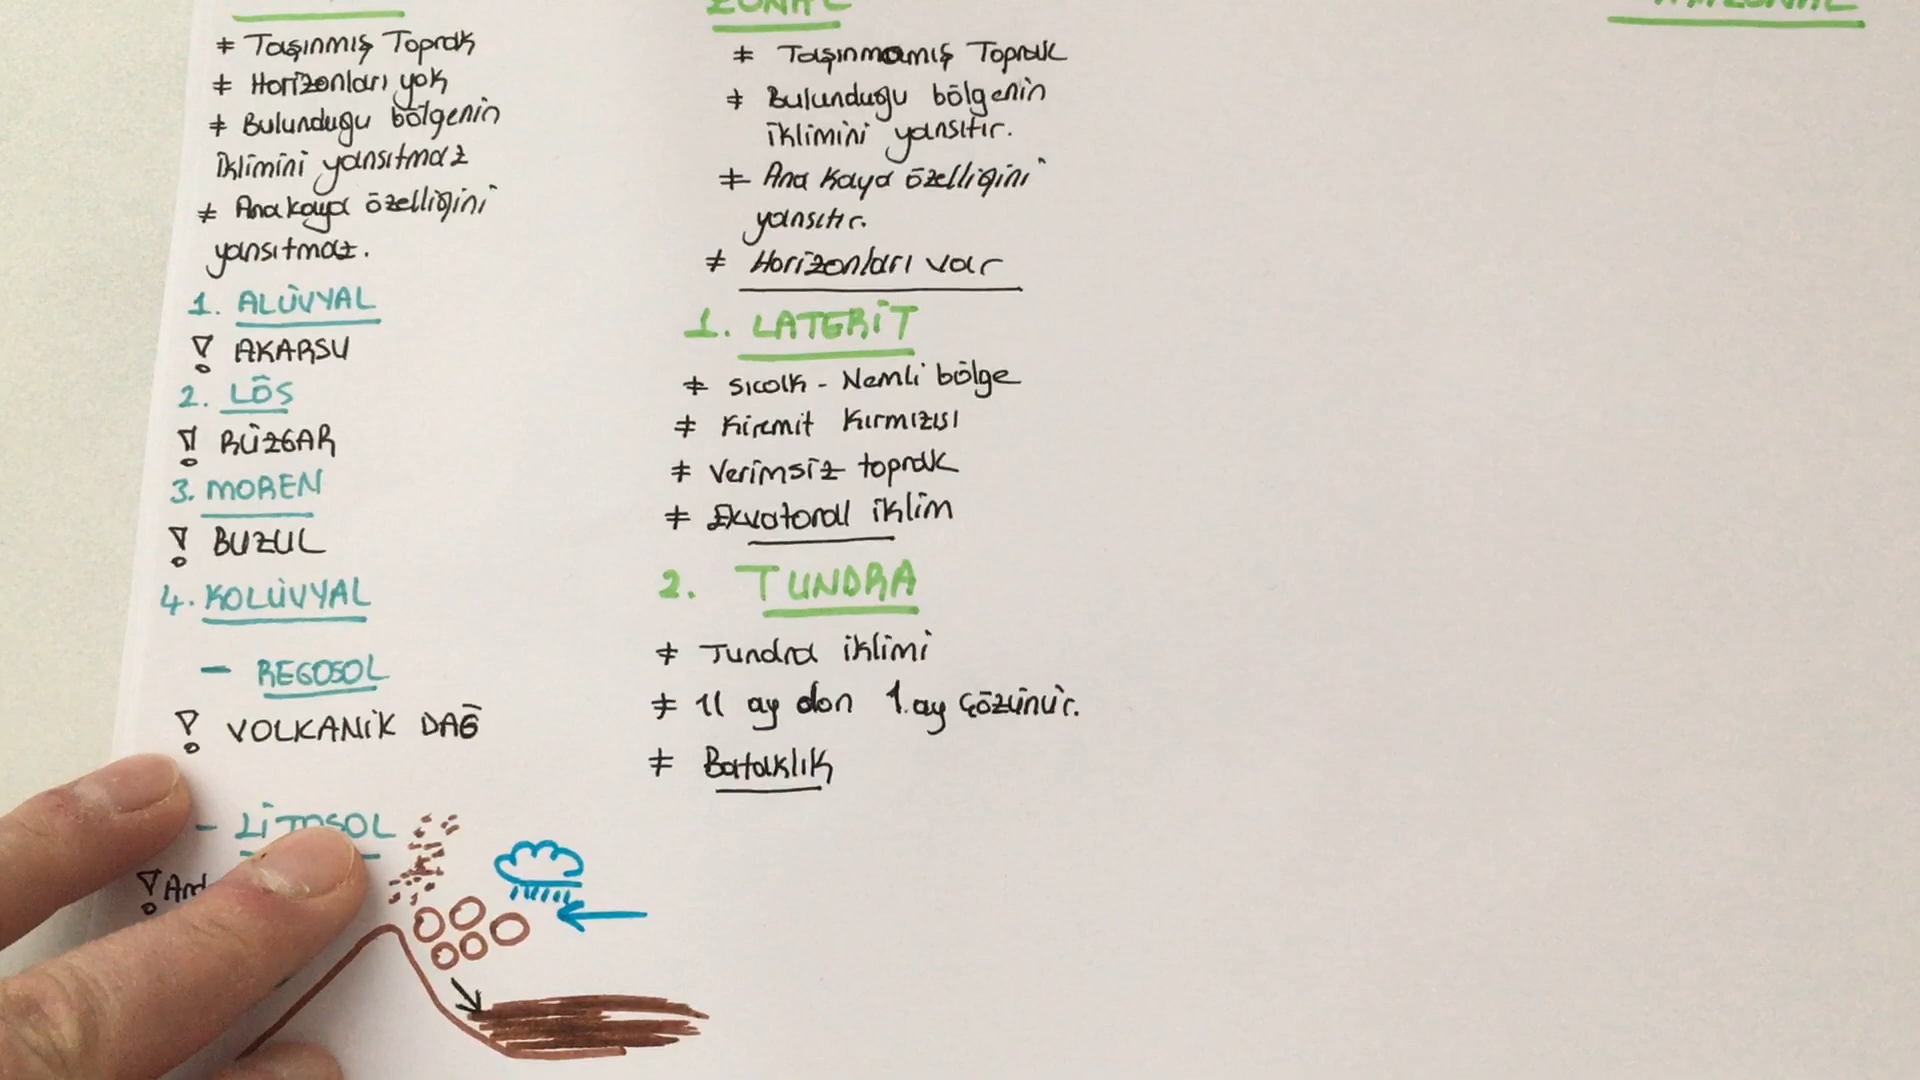 ≠ Taşınmış Toprak
≠ Horizonları yok
≠ Bulunduğu bölgenin
iklimini yansıtmaz
≠ Ana kaya özelliğini
yansıtmaz.
1. ALÜVYAL
! AKARSU
2. LÖS
! RÜZGAR
3. MOREN
! BUZUL
4. KOLÜVYAL
- REGOSOL
! VOLKANİK DAĞ
- LİTOSOL
ZONAL
≠ Taşınmamış Toprak
≠ Bulunduğu bölgenin
iklimini yansıtır.
≠ Ana kaya özelliğini
yansıtır.
≠ Horizonları var
1. LATERİT
≠ Sıcak - Nemli bölge
≠ Kiremit Kırmızısı
≠ Verimsiz toprak
≠ Ekvatoral iklim
2. TUNDRA
≠ Tundra iklimi
≠ 11 ay don 1.ay çözünür.
≠ Bataklık